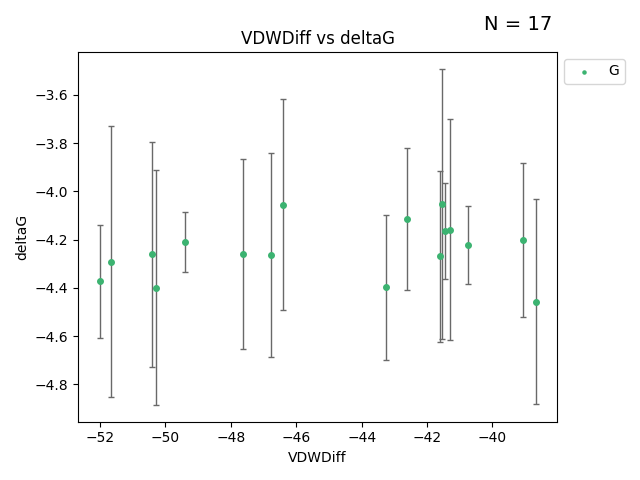 N = 17
VDWDiff vs deltaG
G
deltaG
−3.6
−3.8
−4.0
−4.2
−4.4
−4.6
−4.8
−52 −50 −48 −46 −44 −42 −40
VDWDiff